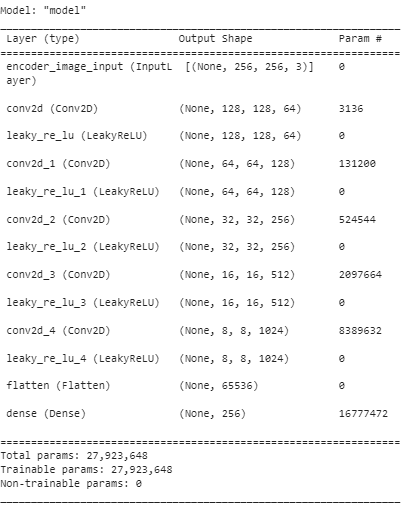 Model: "model"
Layer (type) Output Shape Param #
encoder_image_input (InputL [(None, 256, 256, 3)] 0
ayer)
conv2d (Conv2D) (None, 128, 128, 64) 3136
leaky_re_lu (LeakyReLU) (None, 128, 128, 64) 0
conv2d_1 (Conv2D) (None, 64, 64, 128) 131200
leaky_re_lu_1 (LeakyReLU) (None, 64, 64, 128) 0
conv2d_2 (Conv2D) (None, 32, 32, 256) 524544
leaky_re_lu_2 (LeakyReLU) (None, 32, 32, 256) 0
conv2d_3 (Conv2D) (None, 16, 16, 512) 2097664
leaky_re_lu_3 (LeakyReLU) (None, 16, 16, 512) 0
conv2d_4 (Conv2D) (None, 8, 8, 1024) 8389632
leaky_re_lu_4 (LeakyReLU) (None, 8, 8, 1024) 0
flatten (Flatten) (None, 65536) 0
dense (Dense) (None, 256) 16777472
Total params: 27,923,648
Trainable params: 27,923,648
Non-trainable params: 0